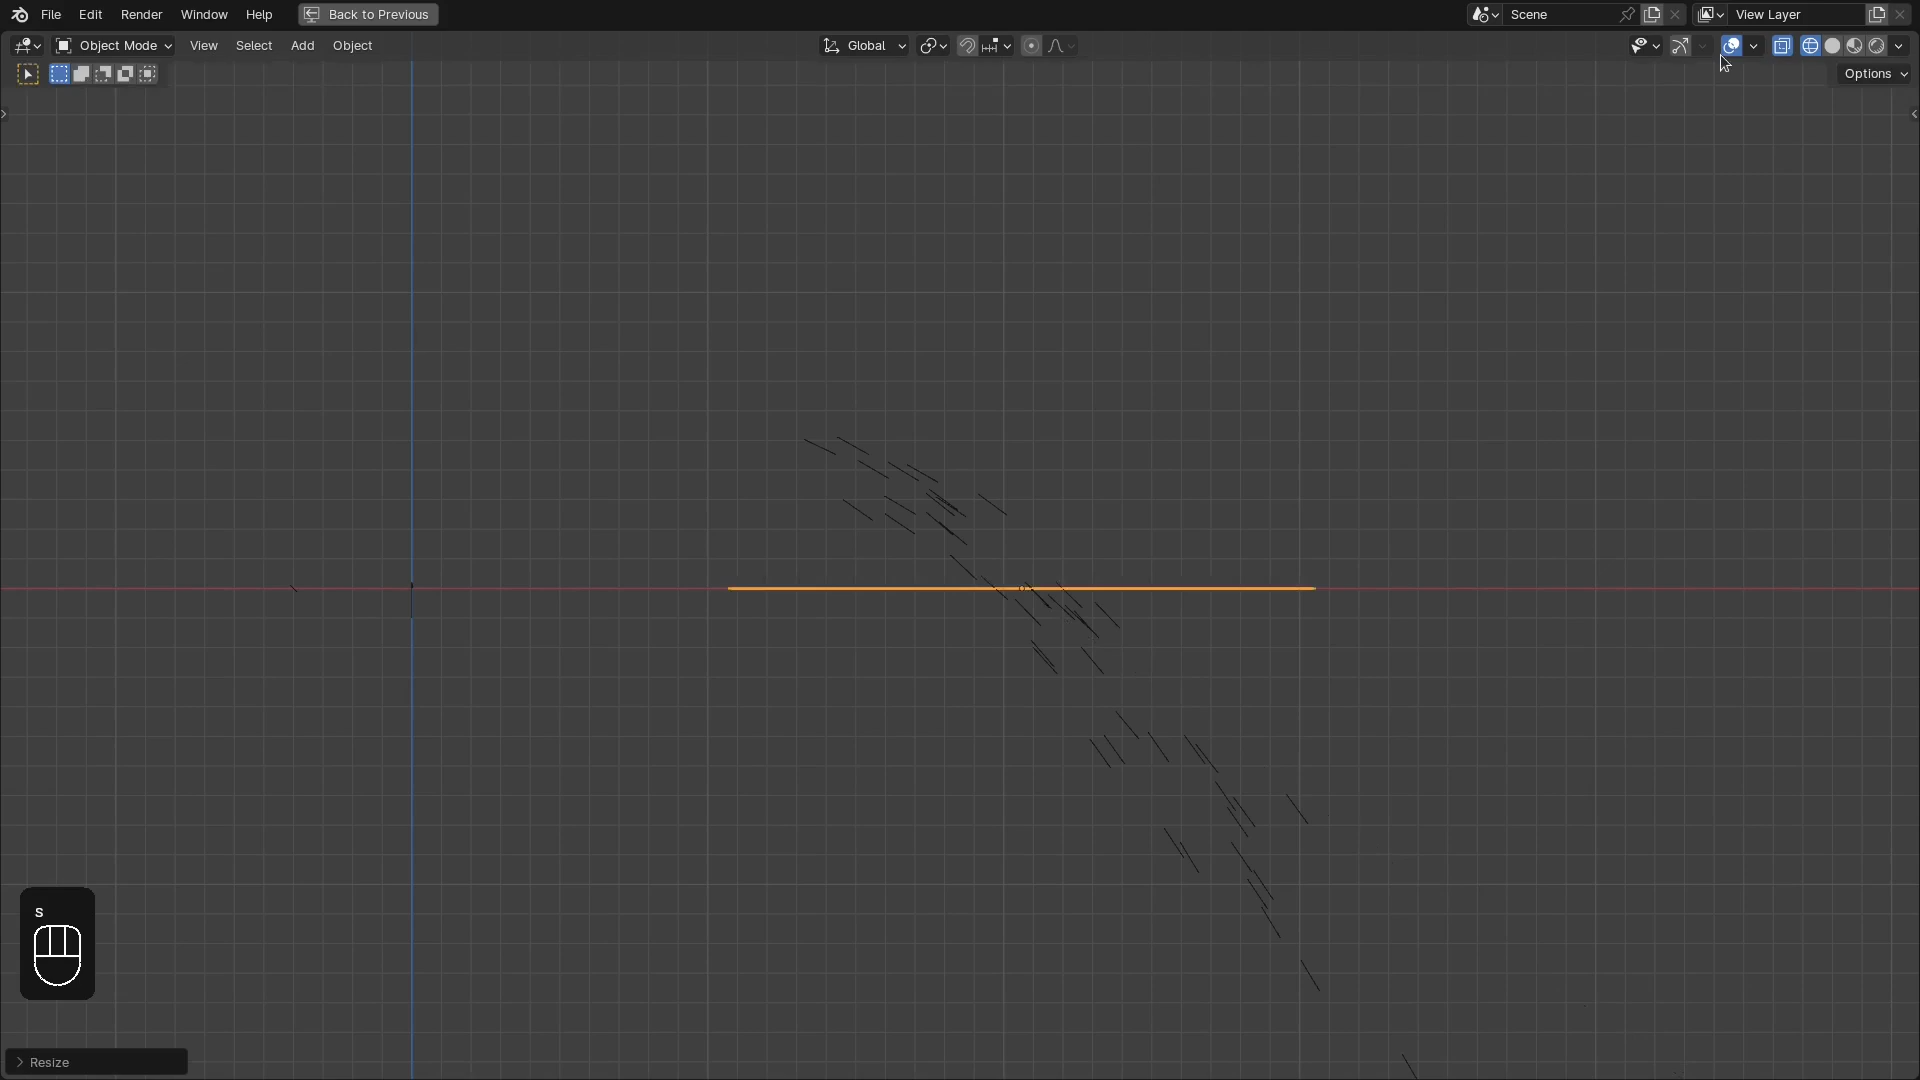 File Edit Render Window Help Back to Previous Scene View Layer
Object Mode View Select Add Object Global
Options
S
Resize